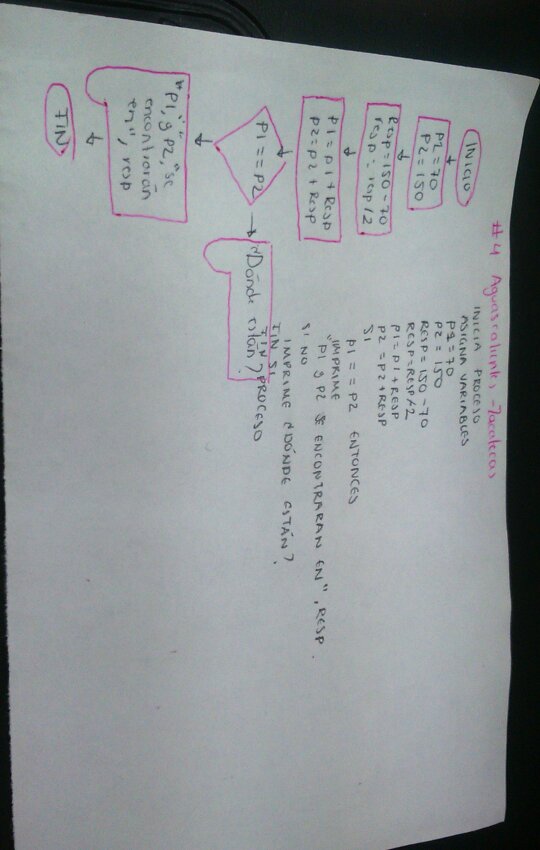 #4 Aguascalientes - Zacatecas
INICIO
P2=70
P2=150
Resp=150-70
resp=resp/2
P1=P1+Resp
P2=P2+Resp
P1==P2
¿Dónde están?
"P1, y P2, "se
encontrarán
en", resp
FIN
INICIA PROCESO
ASIGNA VARIABLES
P1=70
P2=150
RESP=150-70
RESP=RESP/2
P1=P1+RESP
P2=P2+RESP
SI
P1==P2 ENTONCES
IMPRIME
"P1 y P2 SE ENCONTRARAN EN", RESP.
SI NO
IMPRIME ¿DÓNDE ESTÁN?
FIN SI
FIN PROCESO